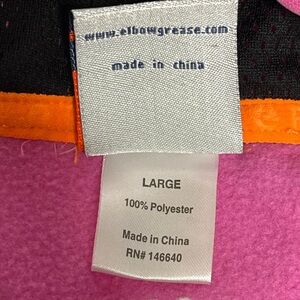 www.elbowgrease.com
made in china
LARGE
100% Polyester
Made in China
RN# 146640